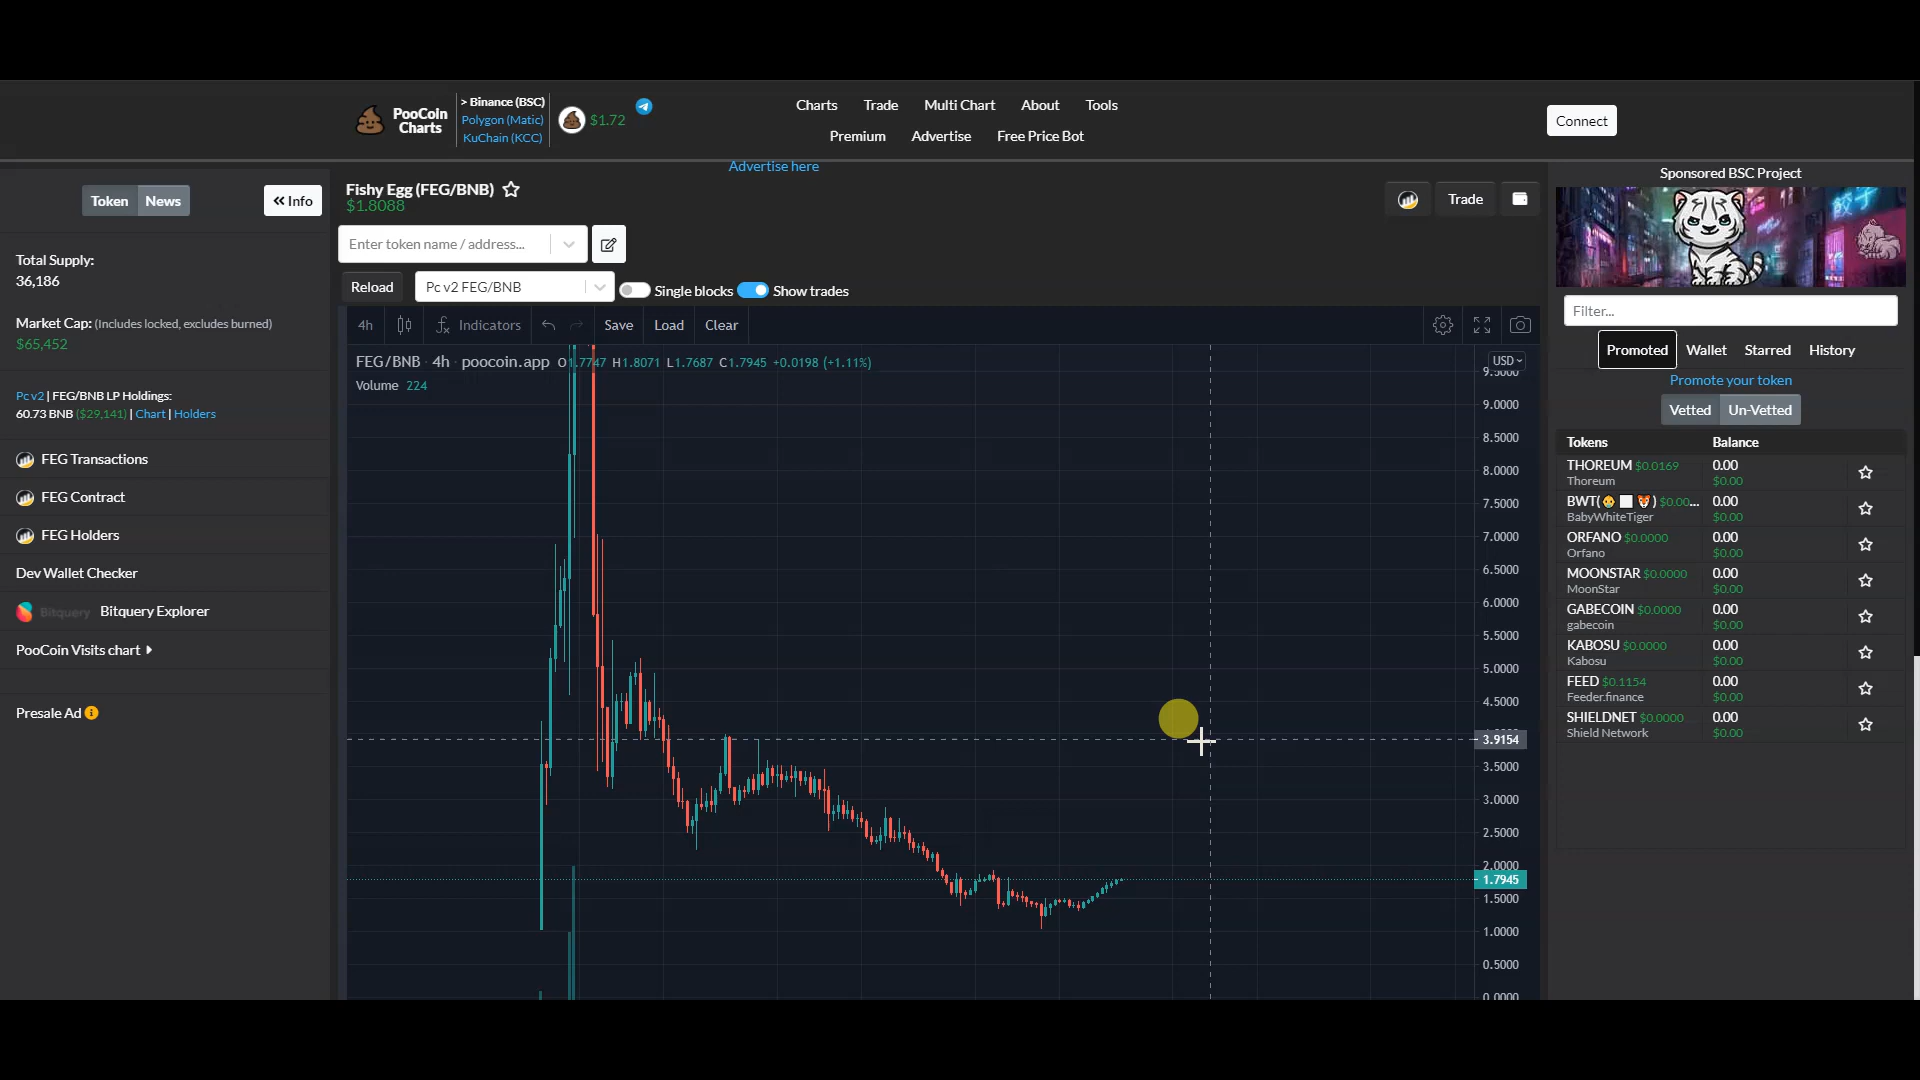 PooCoin
Charts
> Binance (BSC)
Polygon (Matic)
KuChain (KCC)
$1.72
Charts
Trade
Multi Chart
About
Tools
Premium
Advertise
Free Price Bot
Connect
Advertise here
Token
News
« Info
Total Supply:
36,186
Market Cap: (Includes locked, excludes burned)
$65,452
Pc v2 | FEG/BNB LP Holdings:
60.73 BNB ($29,141) | Chart | Holders
FEG Transactions
FEG Contract
FEG Holders
Dev Wallet Checker
Bitquery Bitquery Explorer
PooCoin Visits chart
Presale Ad
Fishy Egg (FEG/BNB)
$1.8088
Trade
Enter token name / address...
Reload
Pc v2 FEG/BNB
Single blocks
Show trades
4h
Indicators
Save
Load
Clear
FEG/BNB · 4h · poocoin.app O1.7747 H1.8071 L1.7687 C1.7945 +0.0198 (+1.11%)
Volume 224
USD
9.5000
9.0000
8.5000
8.0000
7.5000
7.0000
6.5000
6.0000
5.5000
5.0000
4.5000
3.9154
3.5000
3.0000
2.5000
2.0000
1.7945
1.5000
1.0000
0.5000
0.0000
Sponsored BSC Project
Filter...
Promoted
Wallet
Starred
History
Promote your token
Vetted
Un-Vetted
Tokens Balance
THOREUM $0.0169 0.00
Thoreum $0.00
BWT( ) $0.00... 0.00
BabyWhiteTiger $0.00
ORFANO $0.0000 0.00
Orfano $0.00
MOONSTAR $0.0000 0.00
MoonStar $0.00
GABECOIN $0.0000 0.00
gabecoin $0.00
KABOSU $0.0000 0.00
Kabosu $0.00
FEED $0.1154 0.00
Feeder.finance $0.00
SHIELDNET $0.0000 0.00
Shield Network $0.00